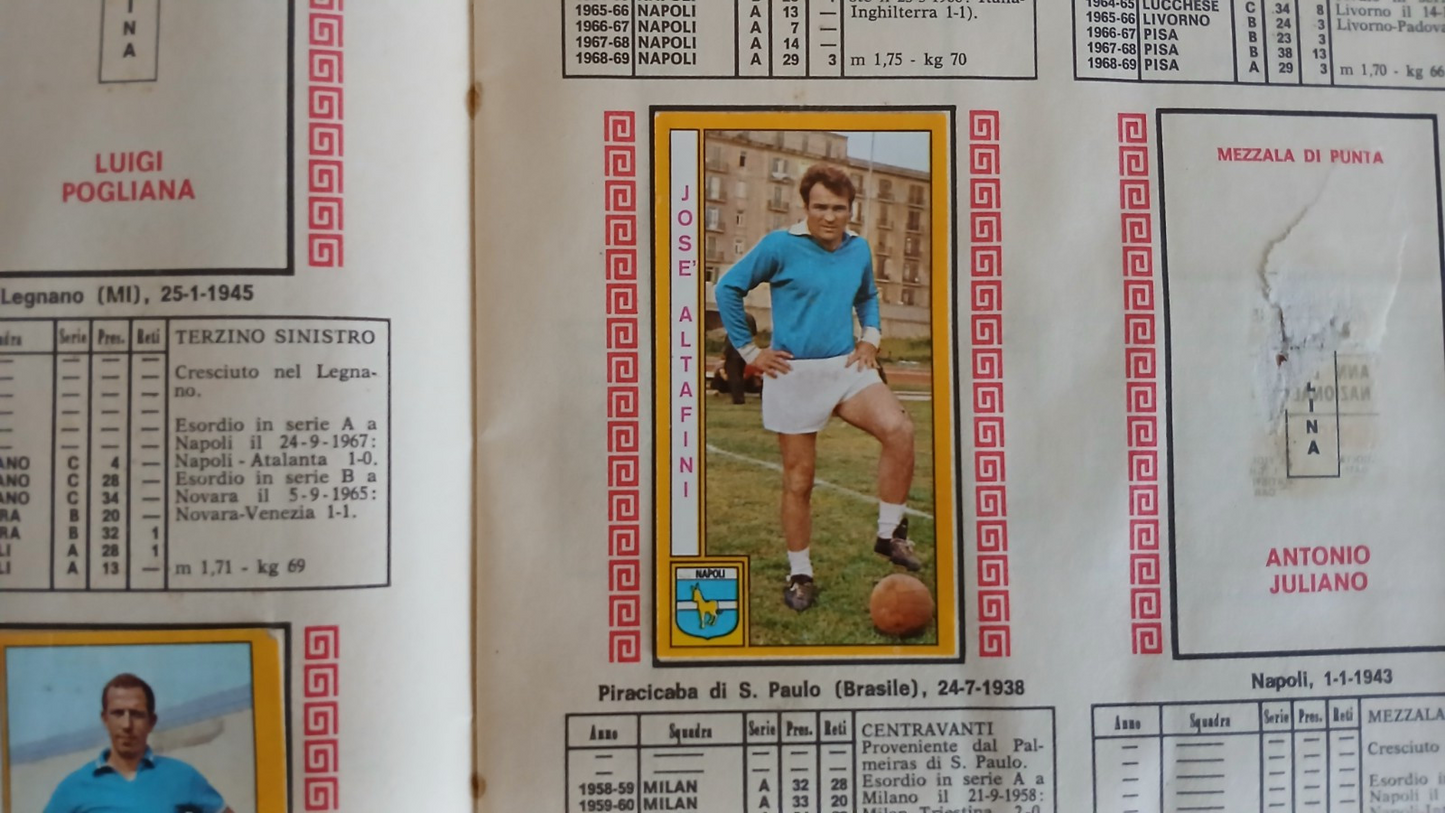 I
N
A
LUIGI
POGLIANA
Legnano (MI), 25-1-1945
Serie Pres. Reti TERZINO SINISTRO
— — —
— — — Cresciuto nel Legna-
— — — no.
— — —
— — — Esordio in serie A a
— — — Napoli il 24-9-1967:
C 4 — Napoli - Atalanta 1-0.
C 28 — Esordio in serie B a
C 34 — Novara il 5-9-1965:
B 20 — Novara-Venezia 1-1.
B 32 1
A 28 1
A 13 — m 1,71 - kg 69
1965-66 NAPOLI A 13 — Inghilterra 1-1).
1966-67 NAPOLI A 7 —
1967-68 NAPOLI A 14 —
1968-69 NAPOLI A 29 3 m 1,75 - kg 70
JOSE' ALTAFINI
NAPOLI
Piracicaba di S. Paulo (Brasile), 24-7-1938
Anno Squadra Serie Pres. Reti CENTRAVANTI
— — — — — Proveniente dal Pal-
— — — — — meiras di S. Paulo.
1958-59 MILAN A 32 28 Esordio in serie A a
1959-60 MILAN A 33 20 Milano il 21-9-1958:
Milan-Triestina 2-0
1964-65 LUCCHESE C 34 8 Livorno il 14-
1965-66 LIVORNO B 24 3 Livorno-Padova
1966-67 PISA B 23 3
1967-68 PISA B 38 13
1968-69 PISA A 29 3 m 1,70 - kg 66
MEZZALA DI PUNTA
L
I
N
A
ANTONIO
JULIANO
Napoli, 1-1-1943
Anno Squadra Serie Pres. Reti MEZZALA
— — — — — Cresciuto
— — — — —
— — — — — Esordio
— — — — — Napoli il